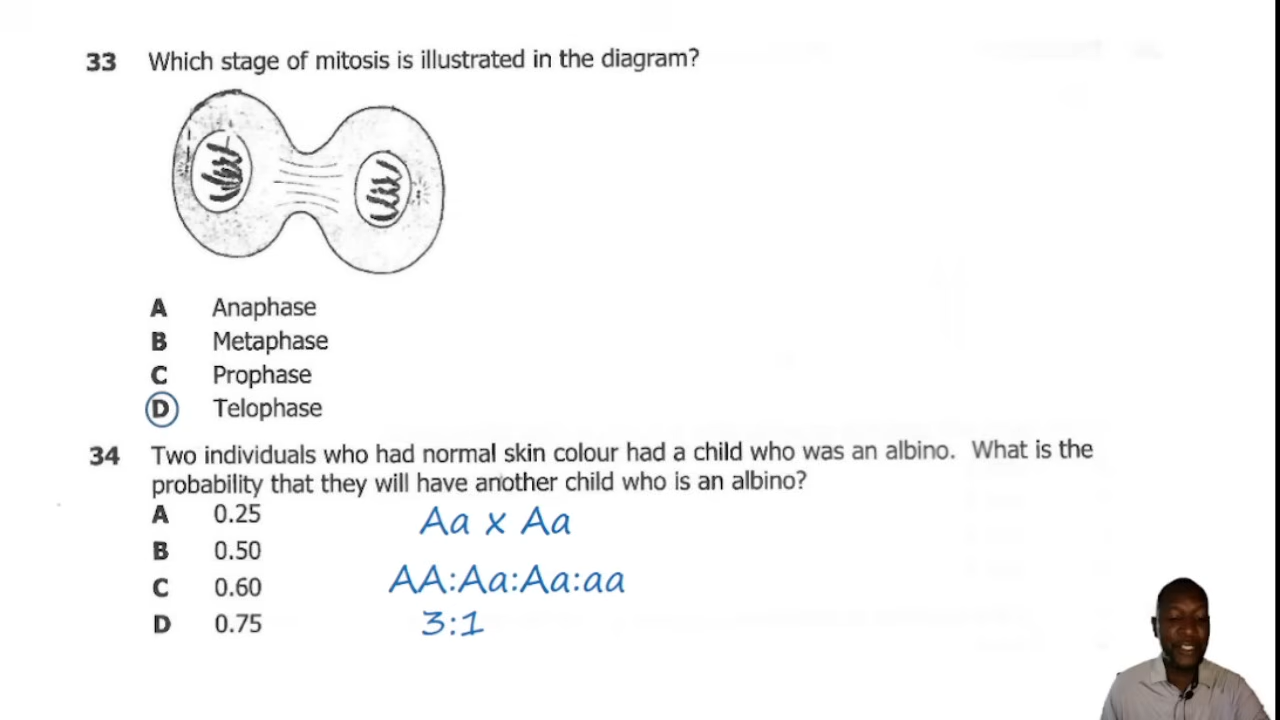 33 Which stage of mitosis is illustrated in the diagram?
A Anaphase
B Metaphase
C Prophase
D Telophase
34 Two individuals who had normal skin colour had a child who was an albino. What is the
probability that they will have another child who is an albino?
A 0.25
B 0.50
C 0.60
D 0.75
Aa x Aa
AA:Aa:Aa:aa
3:1